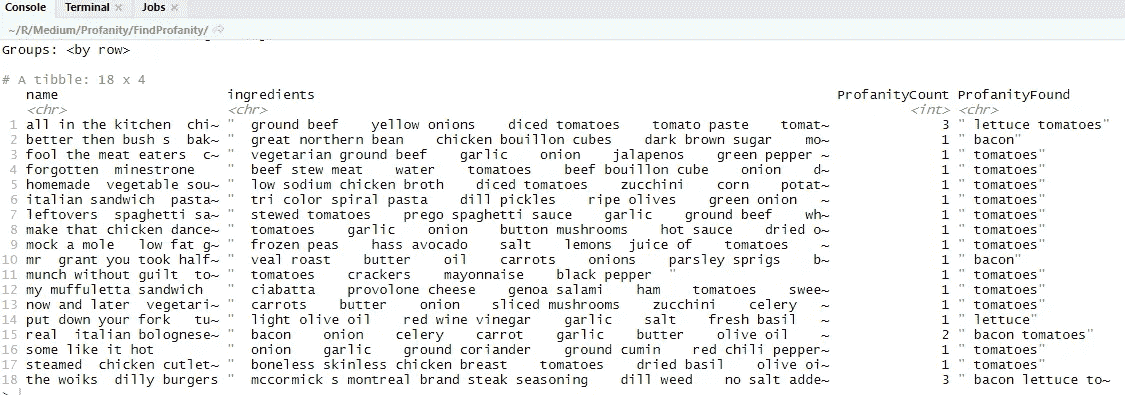 Console Terminal × Jobs ×
~/R/Medium/Profanity/FindProfanity/
Groups: <by row>
# A tibble: 18 x 4
name ingredients ProfanityCount ProfanityFound
<chr> <chr> <int> <chr>
1 all in the kitchen chi~ " ground beef yellow onions diced tomatoes tomato paste tomat~ 3 " lettuce tomatoes"
2 better then bush s bak~ " great northern bean chicken bouillon cubes dark brown sugar mo~ 1 " bacon"
3 fool the meat eaters c~ " vegetarian ground beef garlic onion jalapenos green pepper ~ 1 " tomatoes"
4 forgotten minestrone " beef stew meat water tomatoes beef bouillon cube onion d~ 1 " tomatoes"
5 homemade vegetable sou~ " low sodium chicken broth diced tomatoes zucchini corn potat~ 1 " tomatoes"
6 italian sandwich pasta~ " tri color spiral pasta dill pickles ripe olives green onion ~ 1 " tomatoes"
7 leftovers spaghetti sa~ " stewed tomatoes prego spaghetti sauce garlic ground beef wh~ 1 " tomatoes"
8 make that chicken dance~ " tomatoes garlic onion button mushrooms hot sauce dried o~ 1 " tomatoes"
9 mock a mole low fat g~ " frozen peas hass avocado salt lemons juice of tomatoes ~ 1 " tomatoes"
10 mr grant you took half~ " veal roast butter oil carrots onions parsley sprigs b~ 1 " bacon"
11 munch without guilt to~ " tomatoes crackers mayonnaise black pepper " 1 " tomatoes"
12 my muffuletta sandwich " ciabatta provolone cheese genoa salami ham tomatoes swee~ 1 " tomatoes"
13 now and later vegetari~ " carrots butter onion sliced mushrooms zucchini celery ~ 1 " tomatoes"
14 put down your fork tu~ " light olive oil red wine vinegar garlic salt fresh basil ~ 1 " lettuce"
15 real italian bolognese~ " bacon onion celery carrot garlic butter olive oil ~ 2 " bacon tomatoes"
16 some like it hot " onion garlic ground coriander ground cumin red chili pepper~ 1 " tomatoes"
17 steamed chicken cutlet~ " boneless skinless chicken breast tomatoes dried basil olive oi~ 1 " tomatoes"
18 the woiks dilly burgers " mccormick s montreal brand steak seasoning dill weed no salt adde~ 3 " bacon lettuce to~